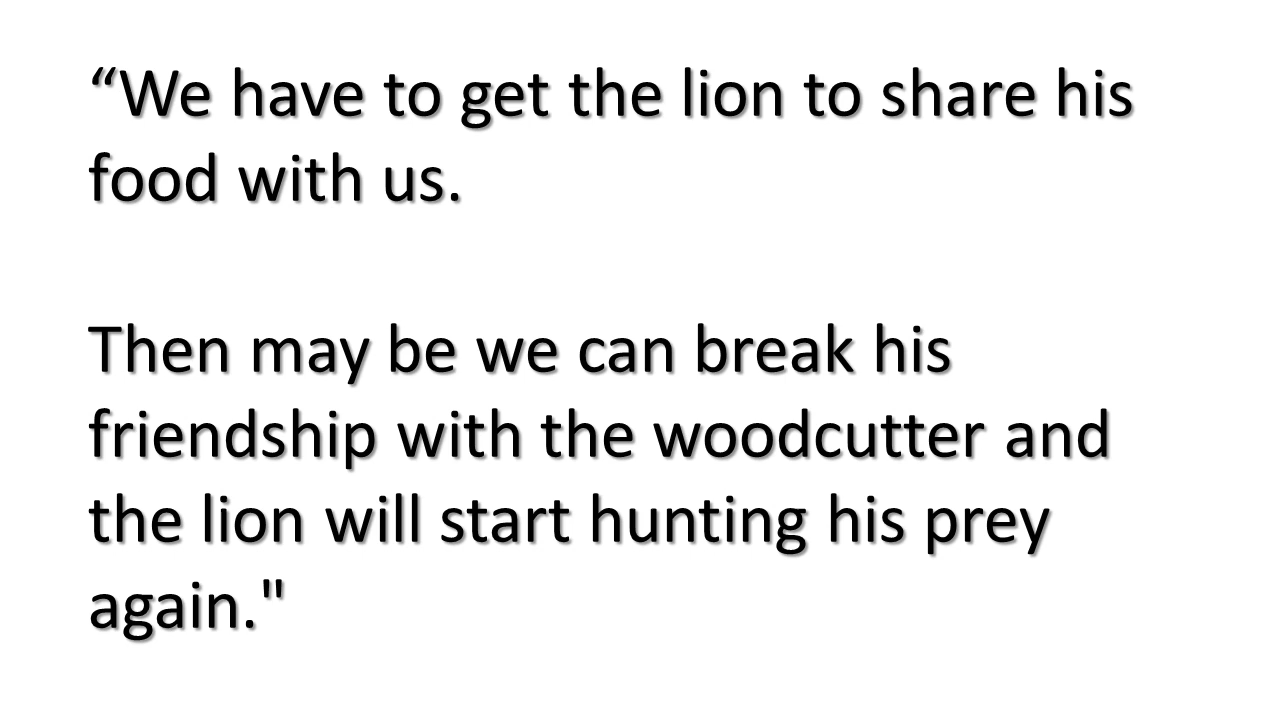 “We have to get the lion to share his
food with us.
Then may be we can break his
friendship with the woodcutter and
the lion will start hunting his prey
again."